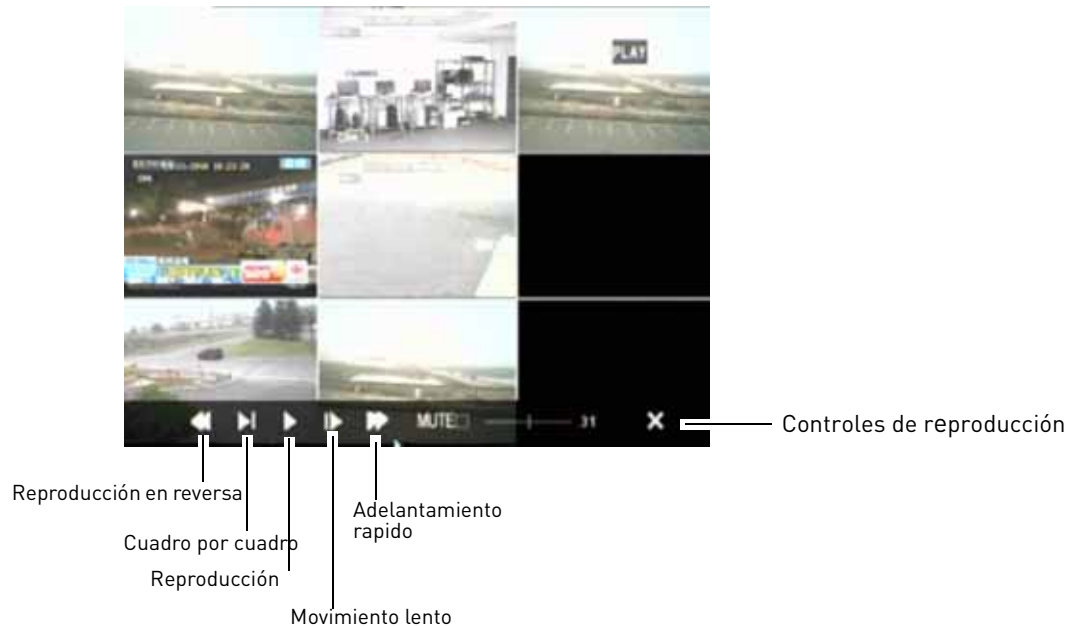 PLAY
MUTE
31
Controles de reproducción
Reproducción en reversa
Adelantamiento
rapido
Cuadro por cuadro
Reproducción
Movimiento lento